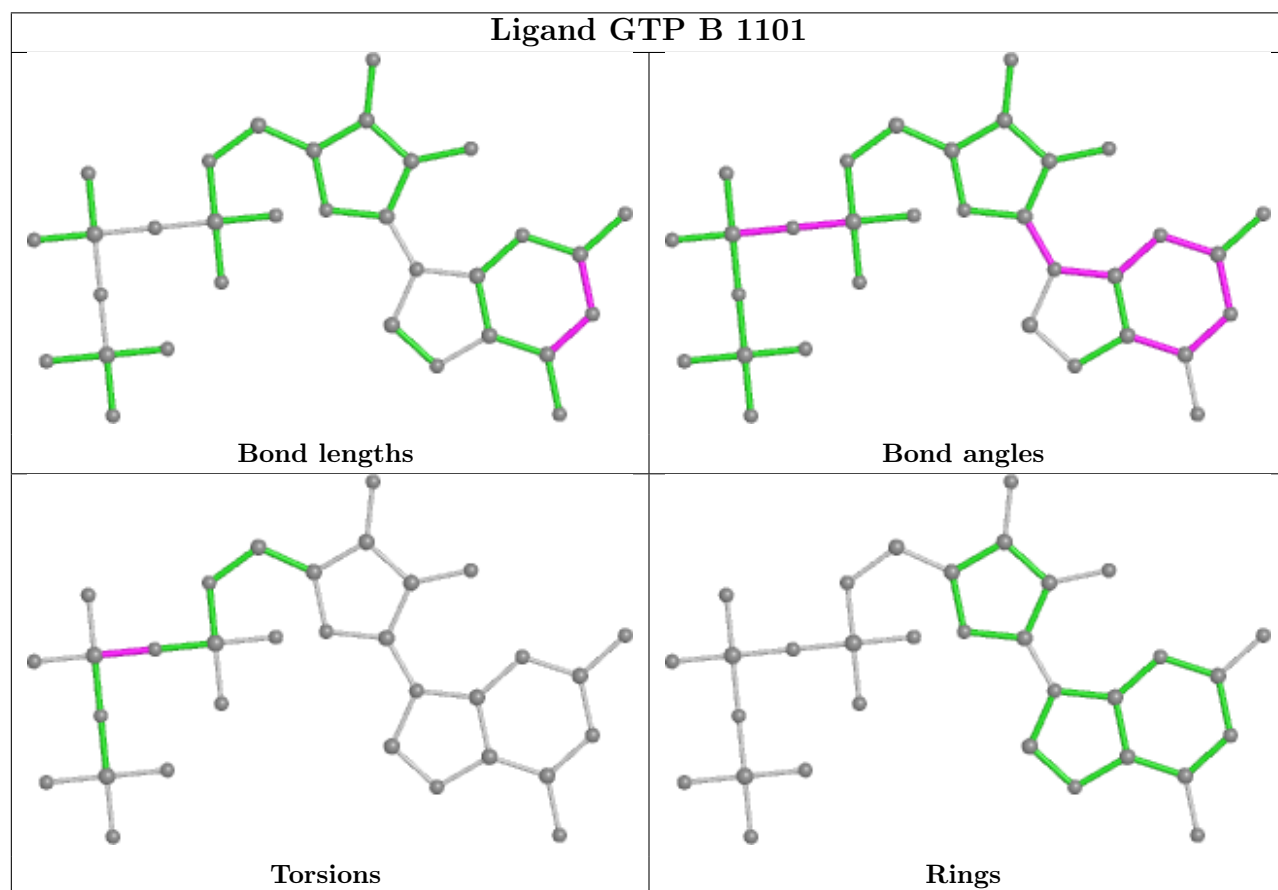 Ligand GTP B 1101
Bond lengths
Bond angles
Torsions
Rings